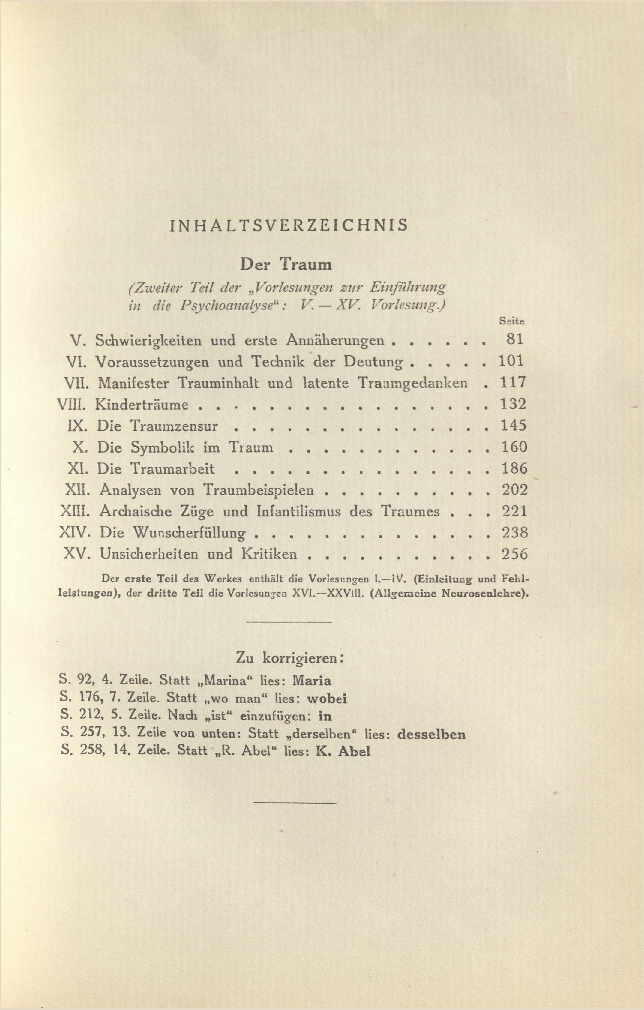 INHALTSVERZEICHNIS
Der Traum
(Zweiter Teil der „Vorlesungen zur Einführung
in die Psychoanalyse“: V. — XV. Vorlesung.)
Seite
V. Schwierigkeiten und erste Annäherungen . . . . . . 81
VI. Voraussetzungen und Technik der Deutung . . . . . 101
VII. Manifester Trauminhalt und latente Traumgedanken . 117
VIII. Kinderträume . . . . . . . . . . . . . . . . . 132
IX. Die Traumzensur . . . . . . . . . . . . . . . 145
X. Die Symbolik im Traum . . . . . . . . . . . . 160
XI. Die Traumarbeit . . . . . . . . . . . . . . . 186
XII. Analysen von Traumbeispielen . . . . . . . . . . 202
XIII. Archaische Züge und Infantilismus des Traumes . . . 221
XIV. Die Wunscherfüllung . . . . . . . . . . . . . . 238
XV. Unsicherheiten und Kritiken . . . . . . . . . . . 256
Der erste Teil des Werkes enthält die Vorlesungen I.—IV. (Einleitung und Fehl-
leistungen), der dritte Teil die Vorlesungen XVI.—XXVIII. (Allgemeine Neurosenlehre).
Zu korrigieren:
S. 92, 4. Zeile. Statt „Marina“ lies: Maria
S. 176, 7. Zeile. Statt „wo man“ lies: wobei
S. 212, 5. Zeile. Nach „ist“ einzufügen: in
S. 257, 13. Zeile von unten: Statt „derselben“ lies: desselben
S. 258, 14. Zeile. Statt „R. Abel“ lies: K. Abel